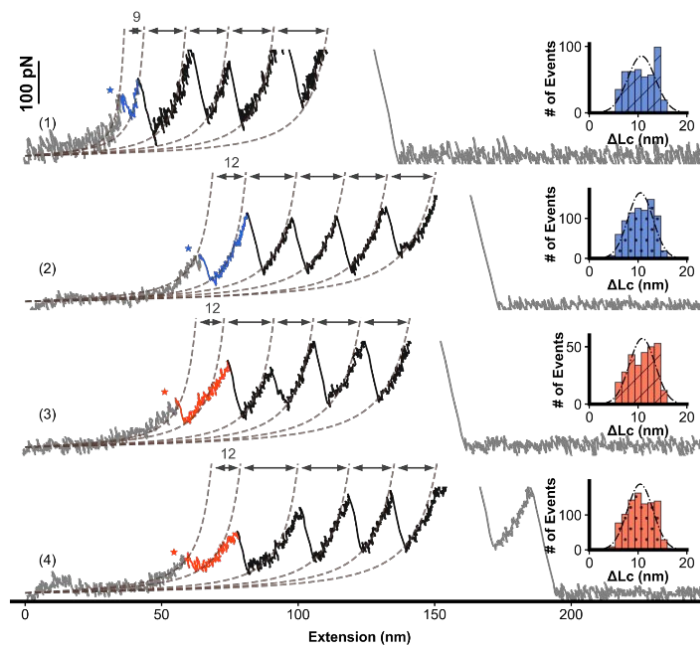 9
100 pN
(1)
# of Events
100
0
0 10 20
ΔLc (nm)
12
(2)
# of Events
100
0
0 10 20
ΔLc (nm)
12
(3)
# of Events
50
0
0 10 20
ΔLc (nm)
12
(4)
# of Events
100
0
0 10 20
ΔLc (nm)
0 50 100 150 200
Extension (nm)